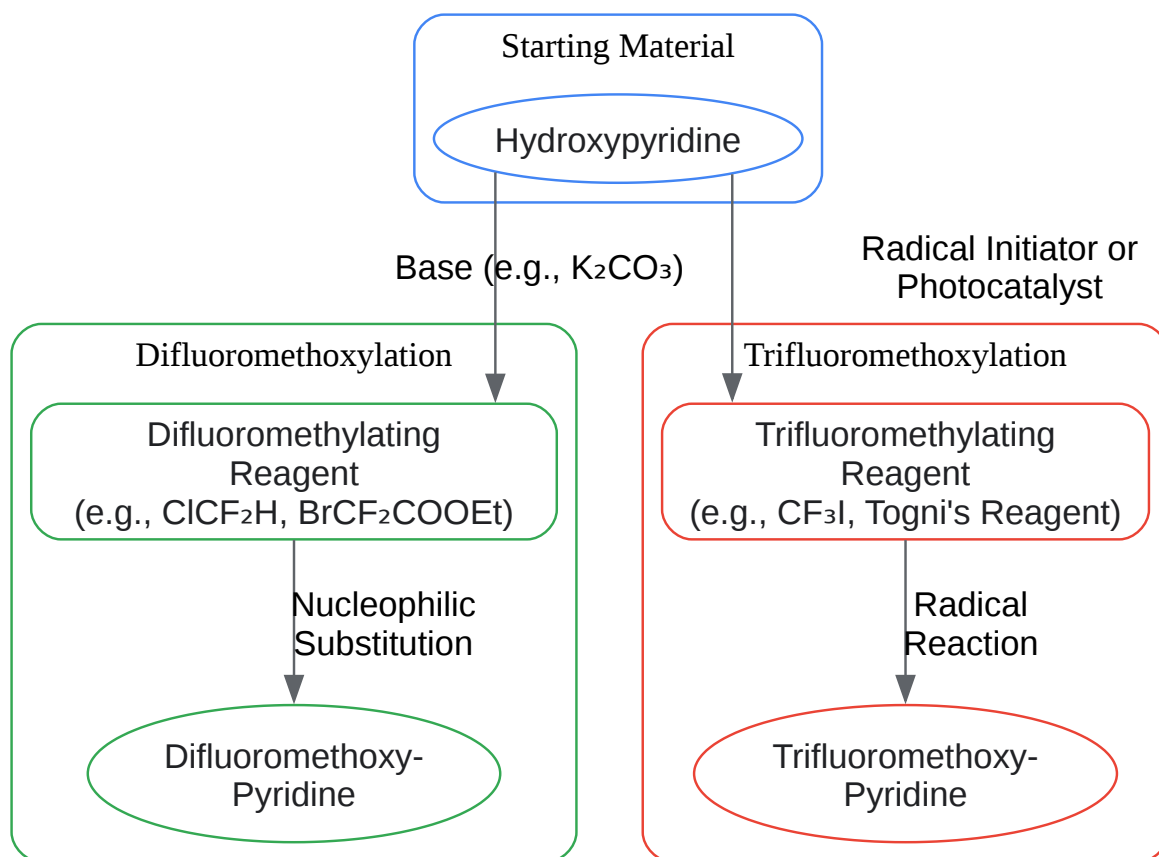 Starting Material
Hydroxypyridine
Base (e.g., K₂CO₃)
Radical Initiator or
Photocatalyst
Difluoromethoxylation
Difluoromethylating
Reagent
(e.g., ClCF₂H, BrCF₂COOEt)
Nucleophilic
Substitution
Difluoromethoxy-
Pyridine
Trifluoromethoxylation
Trifluoromethylating
Reagent
(e.g., CF₃I, Togni's Reagent)
Radical
Reaction
Trifluoromethoxy-
Pyridine